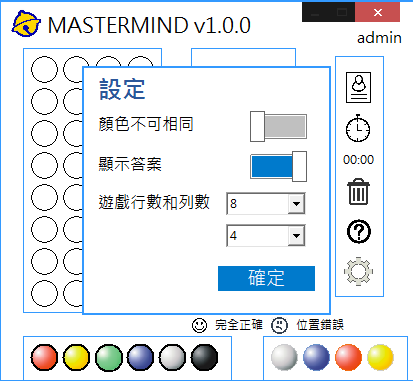 MASTERMIND v1.0.0
admin
設定
顏色不可相同
顯示答案
00:00
遊戲行數和列數
8
4
確定
完全正確
位置錯誤